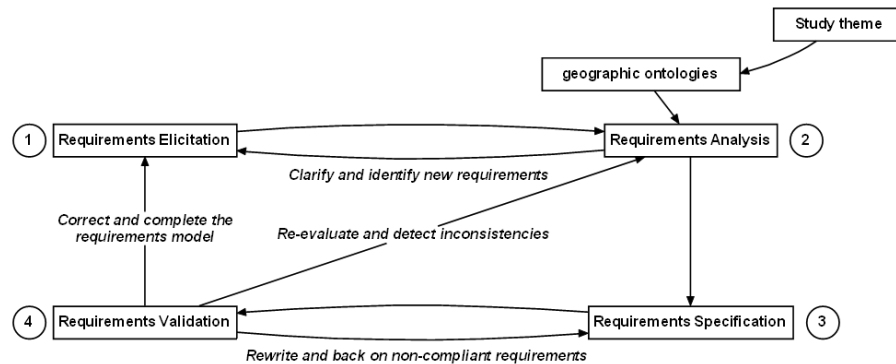 Study theme
geographic ontologies
1
Requirements Elicitation
Requirements Analysis
2
Clarify and identify new requirements
Correct and complete the
requirements model
Re-evaluate and detect inconsistencies
4
Requirements Validation
Requirements Specification
3
Rewrite and back on non-compliant requirements